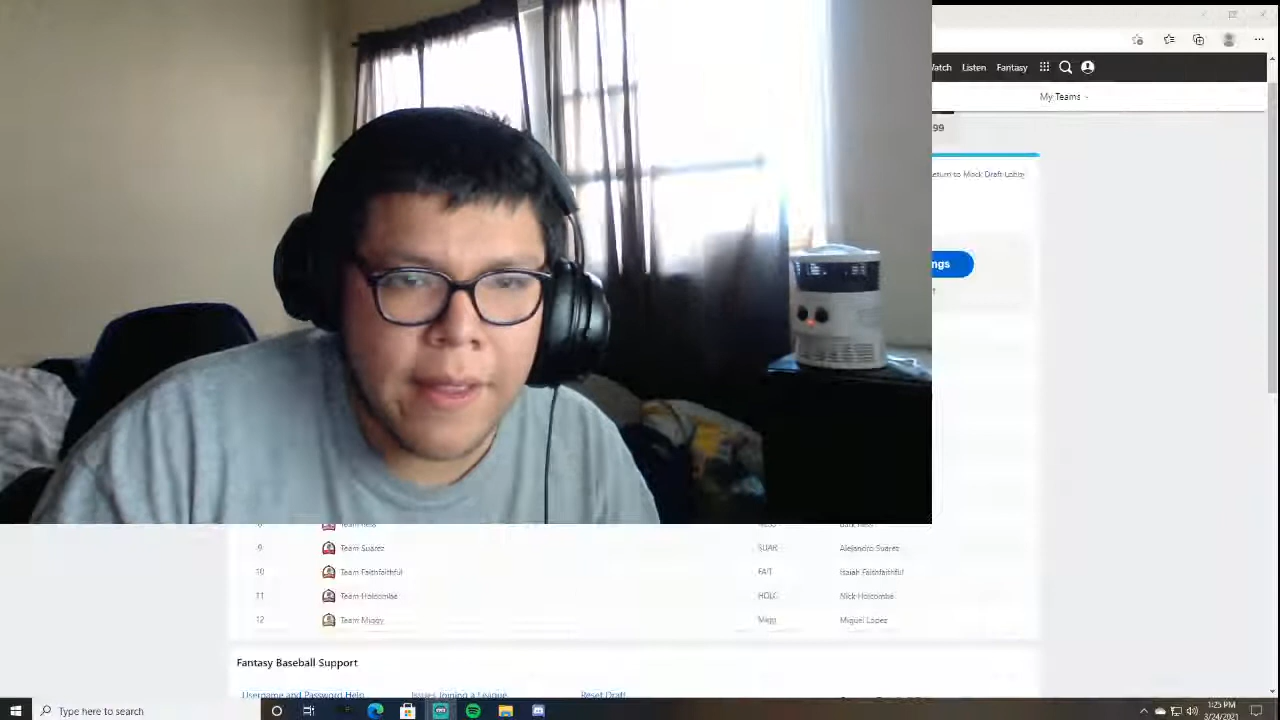 Watch Listen Fantasy
My Teams
99
Return to Mock Draft Lobby
ngs
9 Team Suarez SUAR Alejandro Suarez
10 Team Faithfaithful FAIT Isaiah Faithfaithful
11 Team Holcombe HOLC Nick Holcombe
12 Team Miggy Migg Miguel Lopez
Fantasy Baseball Support
Username and Password Help Issues Joining a League Reset Draft
Type here to search
1:25 PM
3/24/2021